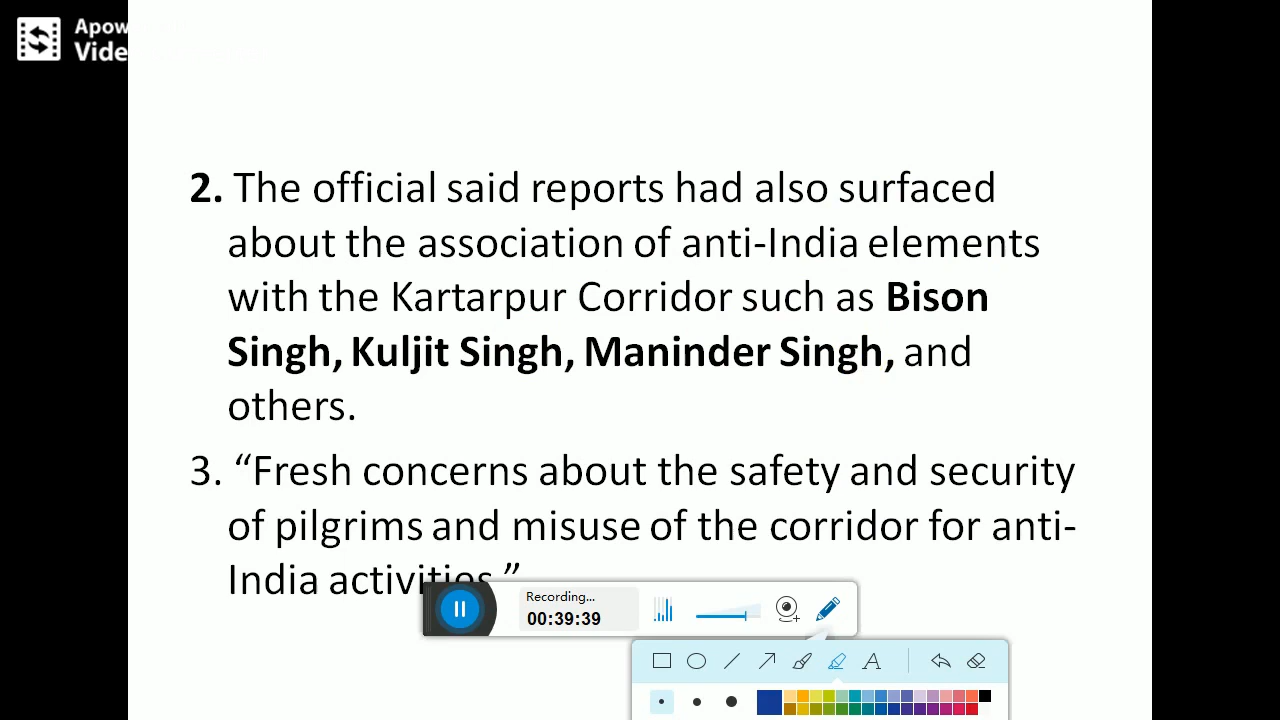 Apow
Vide
2. The official said reports had also surfaced
about the association of anti-India elements
with the Kartarpur Corridor such as Bison
Singh, Kuljit Singh, Maninder Singh, and
others.
3. “Fresh concerns about the safety and security
of pilgrims and misuse of the corridor for anti-
India activities.”
Recording...
00:39:39
A